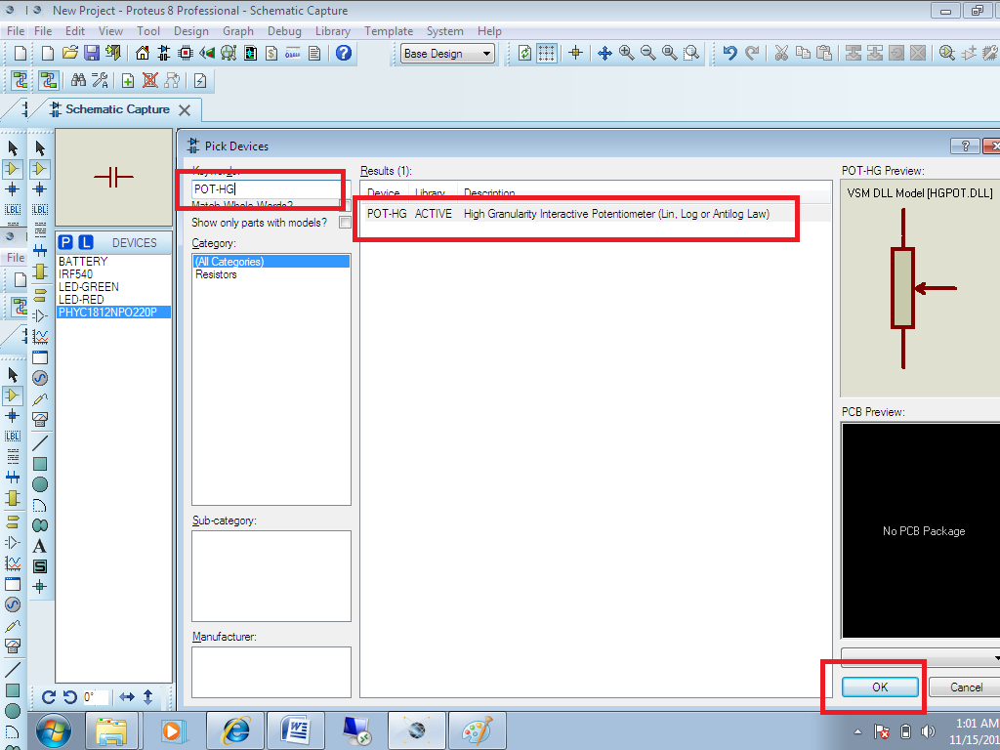 New Project - Proteus 8 Professional - Schematic Capture
File File Edit View Tool Design Graph Debug Library Template System Help
Base Design
Schematic Capture
Pick Devices
POT-HG
Match Whole Words?
Show only parts with models?
Category:
(All Categories)
Resistors
Sub-category:
Manufacturer:
Results (1):
Device Library Description
POT-HG ACTIVE High Granularity Interactive Potentiometer (Lin, Log or Antilog Law)
POT-HG Preview:
VSM DLL Model [HGPOT.DLL]
PCB Preview:
No PCB Package
OK Cancel
LBL LBL
File
P L DEVICES
BATTERY
IRF540
LED-GREEN
LED-RED
PHYC1812NPO220P
LBL
A
S
0°
1:01 AM
11/15/201